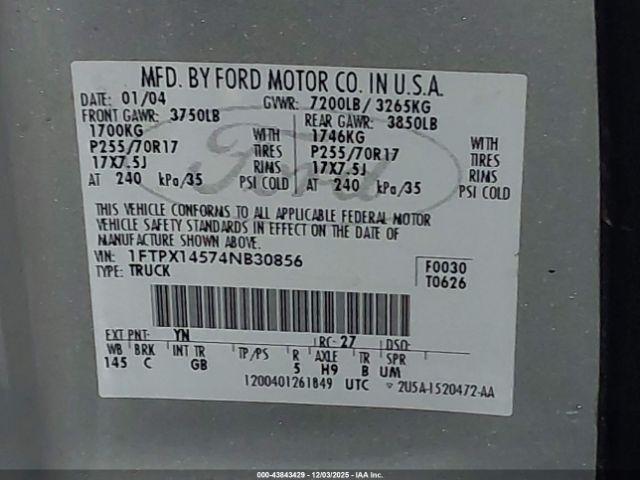 MFD. BY FORD MOTOR CO. IN U.S.A.
DATE: 01/04 GVWR: 7200LB/ 3265KG
FRONT GAWR: 3750LB REAR GAWR: 3850LB
1700KG WITH 1746KG WITH
P255/70R17 TIRES P255/70R17 TIRES
17X7.5J RIMS 17X7.5J RIMS
AT 240 kPa/35 PSI COLD AT 240 kPa/35 PSI COLD
THIS VEHICLE CONFORMS TO ALL APPLICABLE FEDERAL MOTOR
VEHICLE SAFETY STANDARDS IN EFFECT ON THE DATE OF
MANUFACTURE SHOWN ABOVE.
VIN: 1FTPX14574NB30856 F0030
TYPE: TRUCK T0626
EXT PNT: YN RC: 27 DSO:
WB BRK INT TR TP/PS R AXLE TR SPR
145 C GB 5 H9 B UM
1200401261849 UTC 2U5A-1520472-AA
Ford
000-43843429 - 12/03/2025 - IAA Inc.